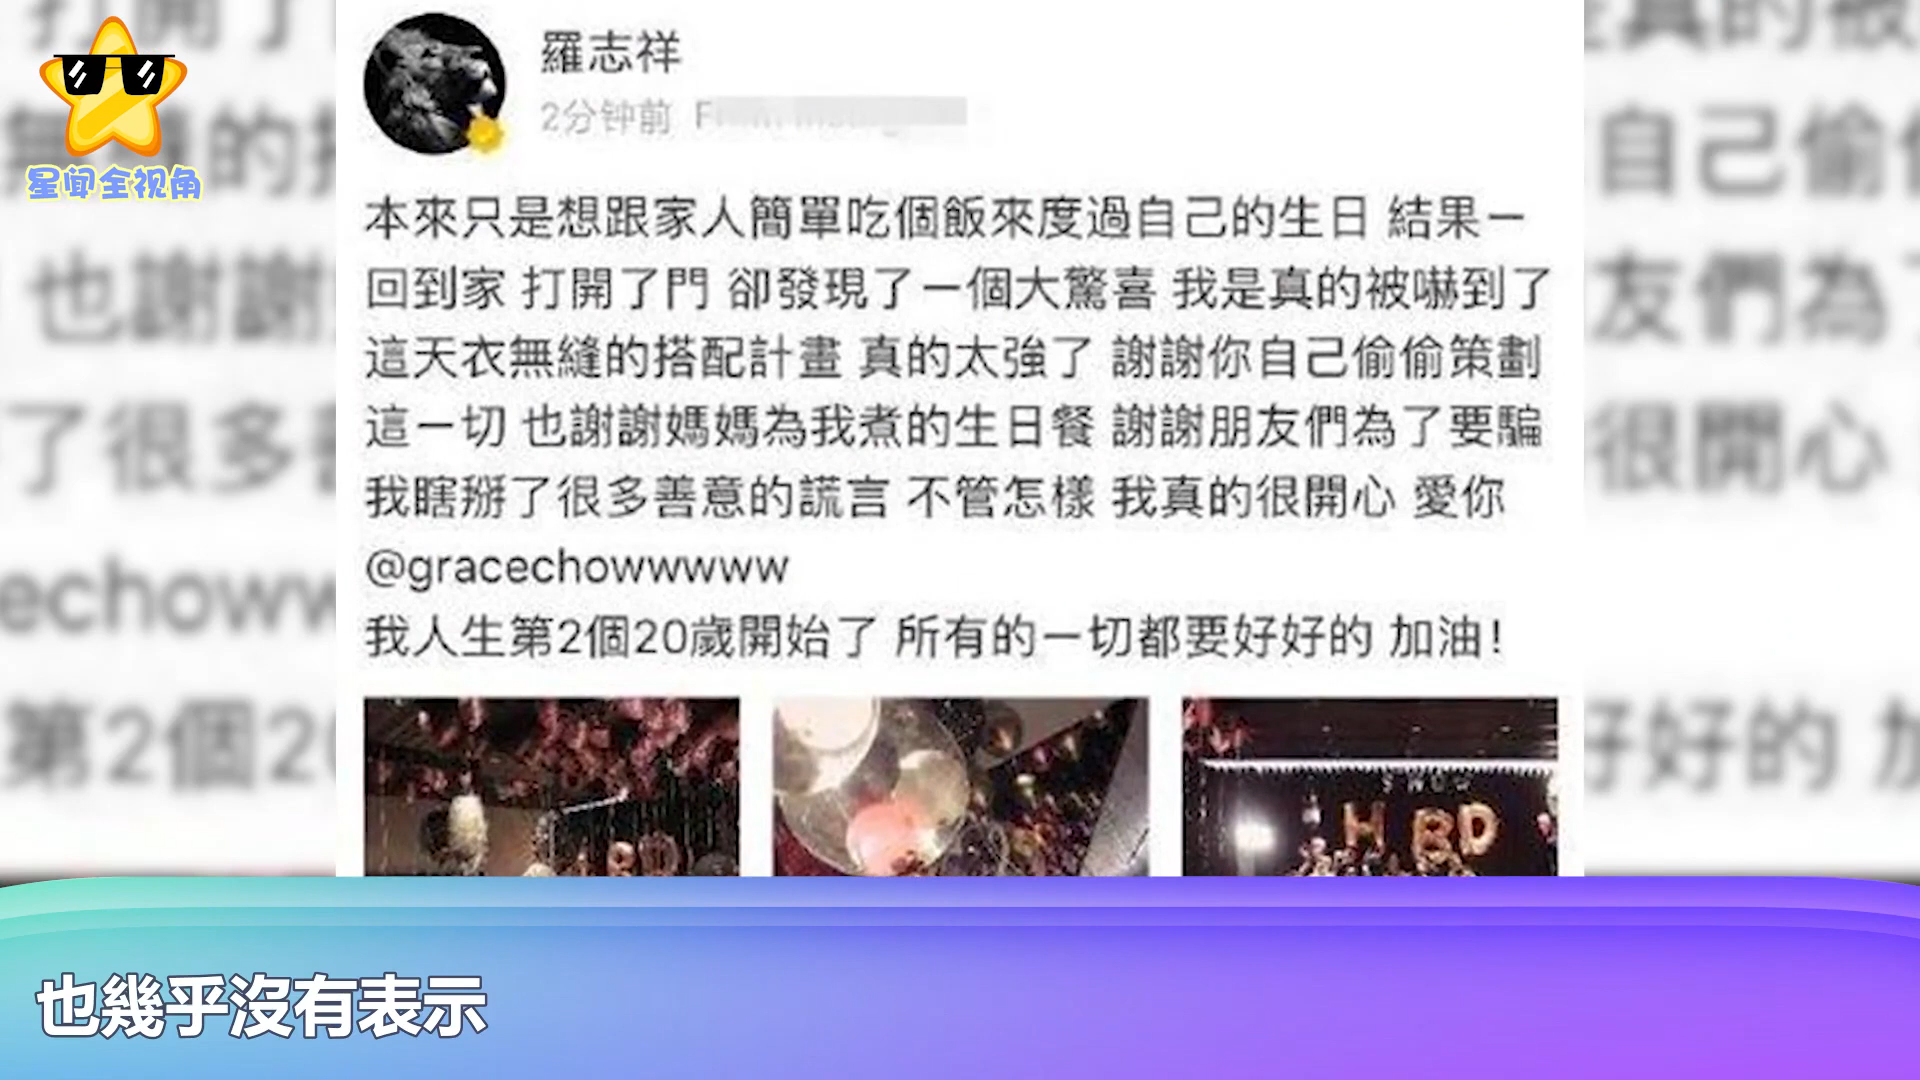 星闻全视角
羅志祥
2分钟前
本來只是想跟家人簡單吃個飯來度過自己的生日 結果一
回到家 打開了門 卻發現了一個大驚喜 我是真的被嚇到了
這天衣無縫的搭配計畫 真的太強了 謝謝你自己偷偷策劃
這一切 也謝謝媽媽為我煮的生日餐 謝謝朋友們為了要騙
我瞎掰了很多善意的謊言 不管怎樣 我真的很開心 愛你
@gracechowwwww
我人生第2個20歲開始了 所有的一切都要好好的 加油!
HBD
也幾乎沒有表示